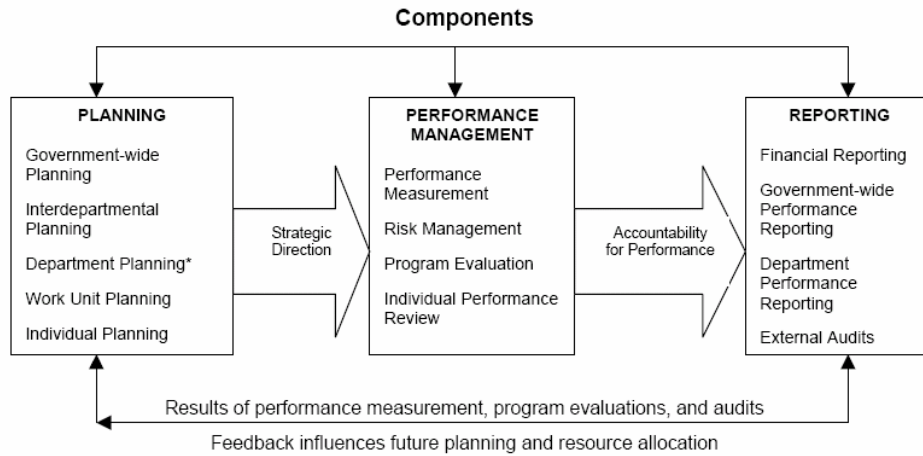 Components
PLANNING
Government-wide
Planning
Interdepartmental
Planning
Department Planning*
Work Unit Planning
Individual Planning
Strategic
Direction
PERFORMANCE
MANAGEMENT
Performance
Measurement
Risk Management
Program Evaluation
Individual Performance
Review
Accountability
for Performance
REPORTING
Financial Reporting
Government-wide
Performance
Reporting
Department
Performance
Reporting
External Audits
Results of performance measurement, program evaluations, and audits
Feedback influences future planning and resource allocation